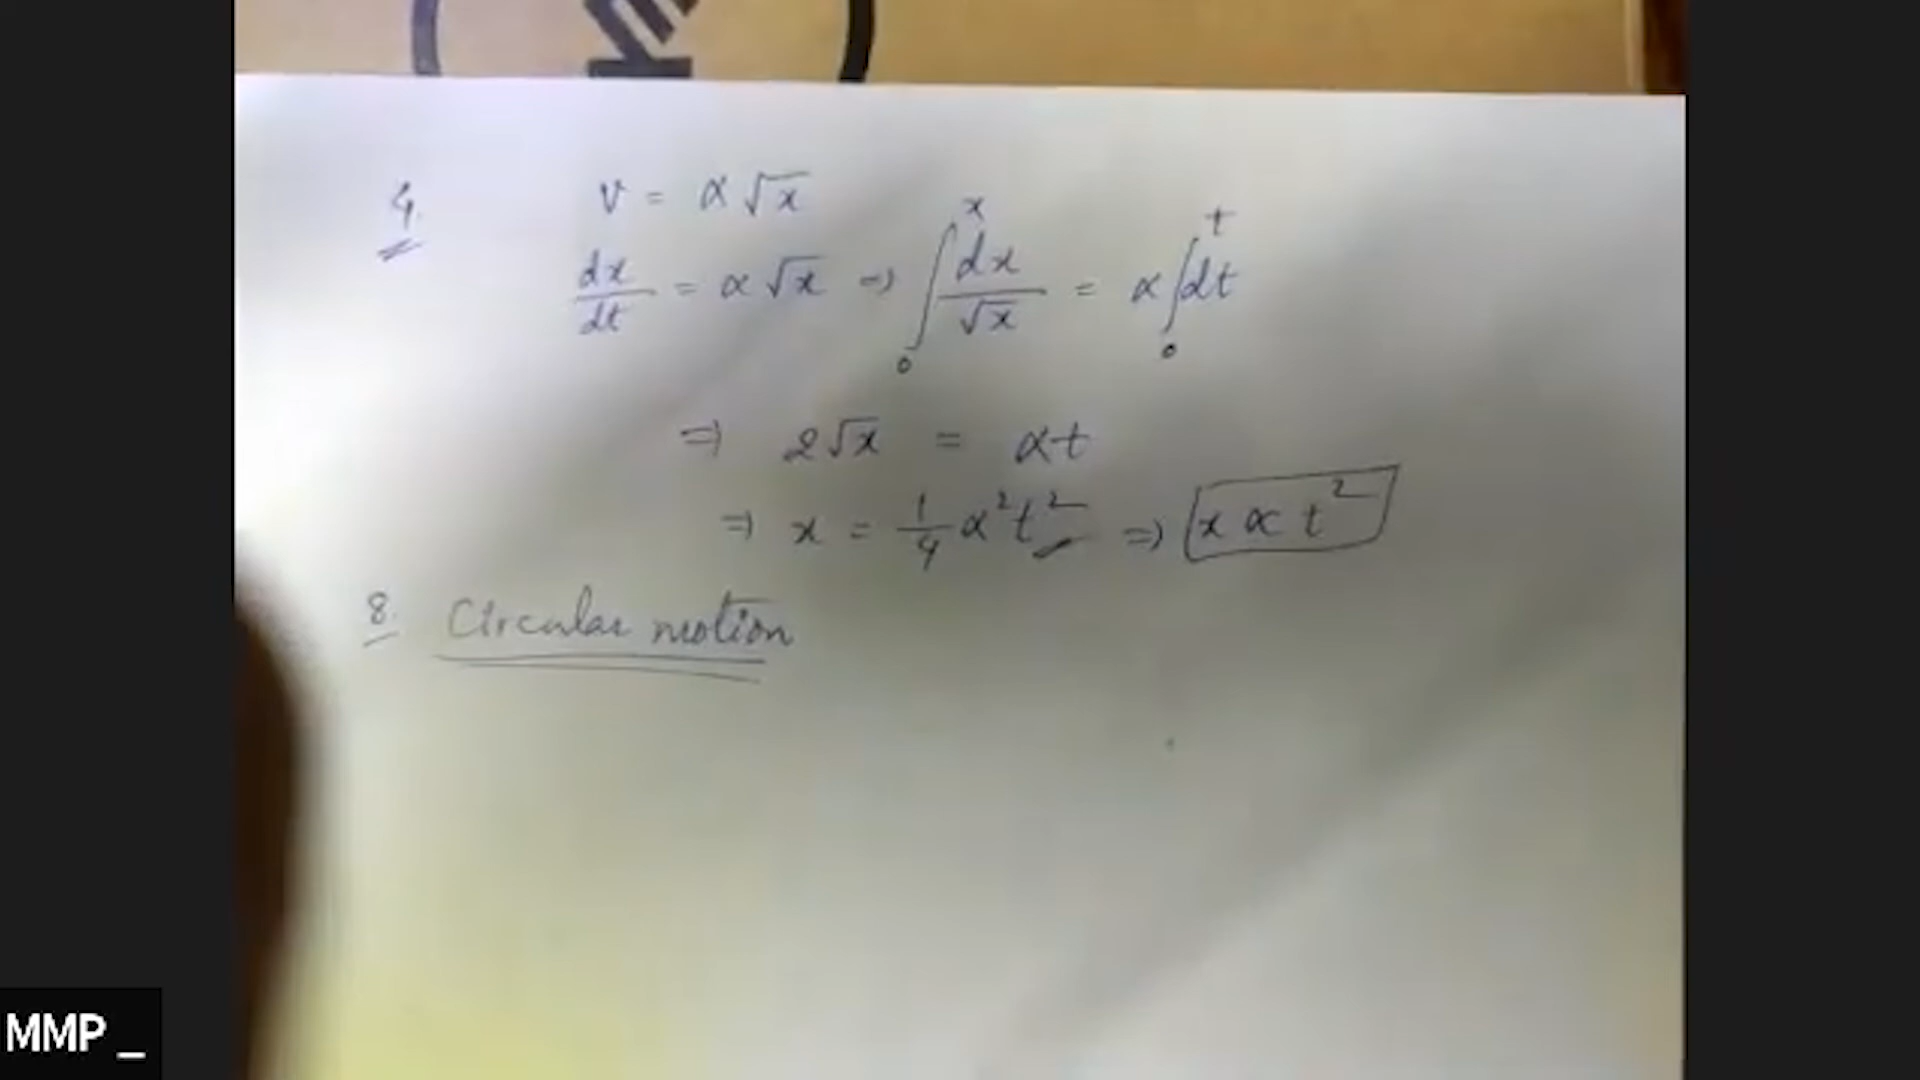 4. v = α √x
dx/dt = α √x ⇒ ∫₀ˣ dx/√x = α ∫₀ᵗ dt
⇒ 2√x = αt
⇒ x = 1/4 α²t² ⇒ x ∝ t²
8. Circular motion
MMP _